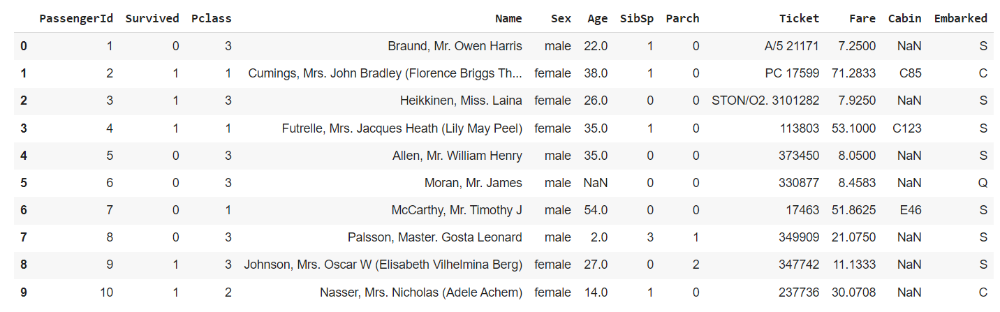 PassengerId Survived Pclass Name Sex Age SibSp Parch Ticket Fare Cabin Embarked
0 1 0 3 Braund, Mr. Owen Harris male 22.0 1 0 A/5 21171 7.2500 NaN S
1 2 1 1 Cumings, Mrs. John Bradley (Florence Briggs Th... female 38.0 1 0 PC 17599 71.2833 C85 C
2 3 1 3 Heikkinen, Miss. Laina female 26.0 0 0 STON/O2. 3101282 7.9250 NaN S
3 4 1 1 Futrelle, Mrs. Jacques Heath (Lily May Peel) female 35.0 1 0 113803 53.1000 C123 S
4 5 0 3 Allen, Mr. William Henry male 35.0 0 0 373450 8.0500 NaN S
5 6 0 3 Moran, Mr. James male NaN 0 0 330877 8.4583 NaN Q
6 7 0 1 McCarthy, Mr. Timothy J male 54.0 0 0 17463 51.8625 E46 S
7 8 0 3 Palsson, Master. Gosta Leonard male 2.0 3 1 349909 21.0750 NaN S
8 9 1 3 Johnson, Mrs. Oscar W (Elisabeth Vilhelmina Berg) female 27.0 0 2 347742 11.1333 NaN S
9 10 1 2 Nasser, Mrs. Nicholas (Adele Achem) female 14.0 1 0 237736 30.0708 NaN C